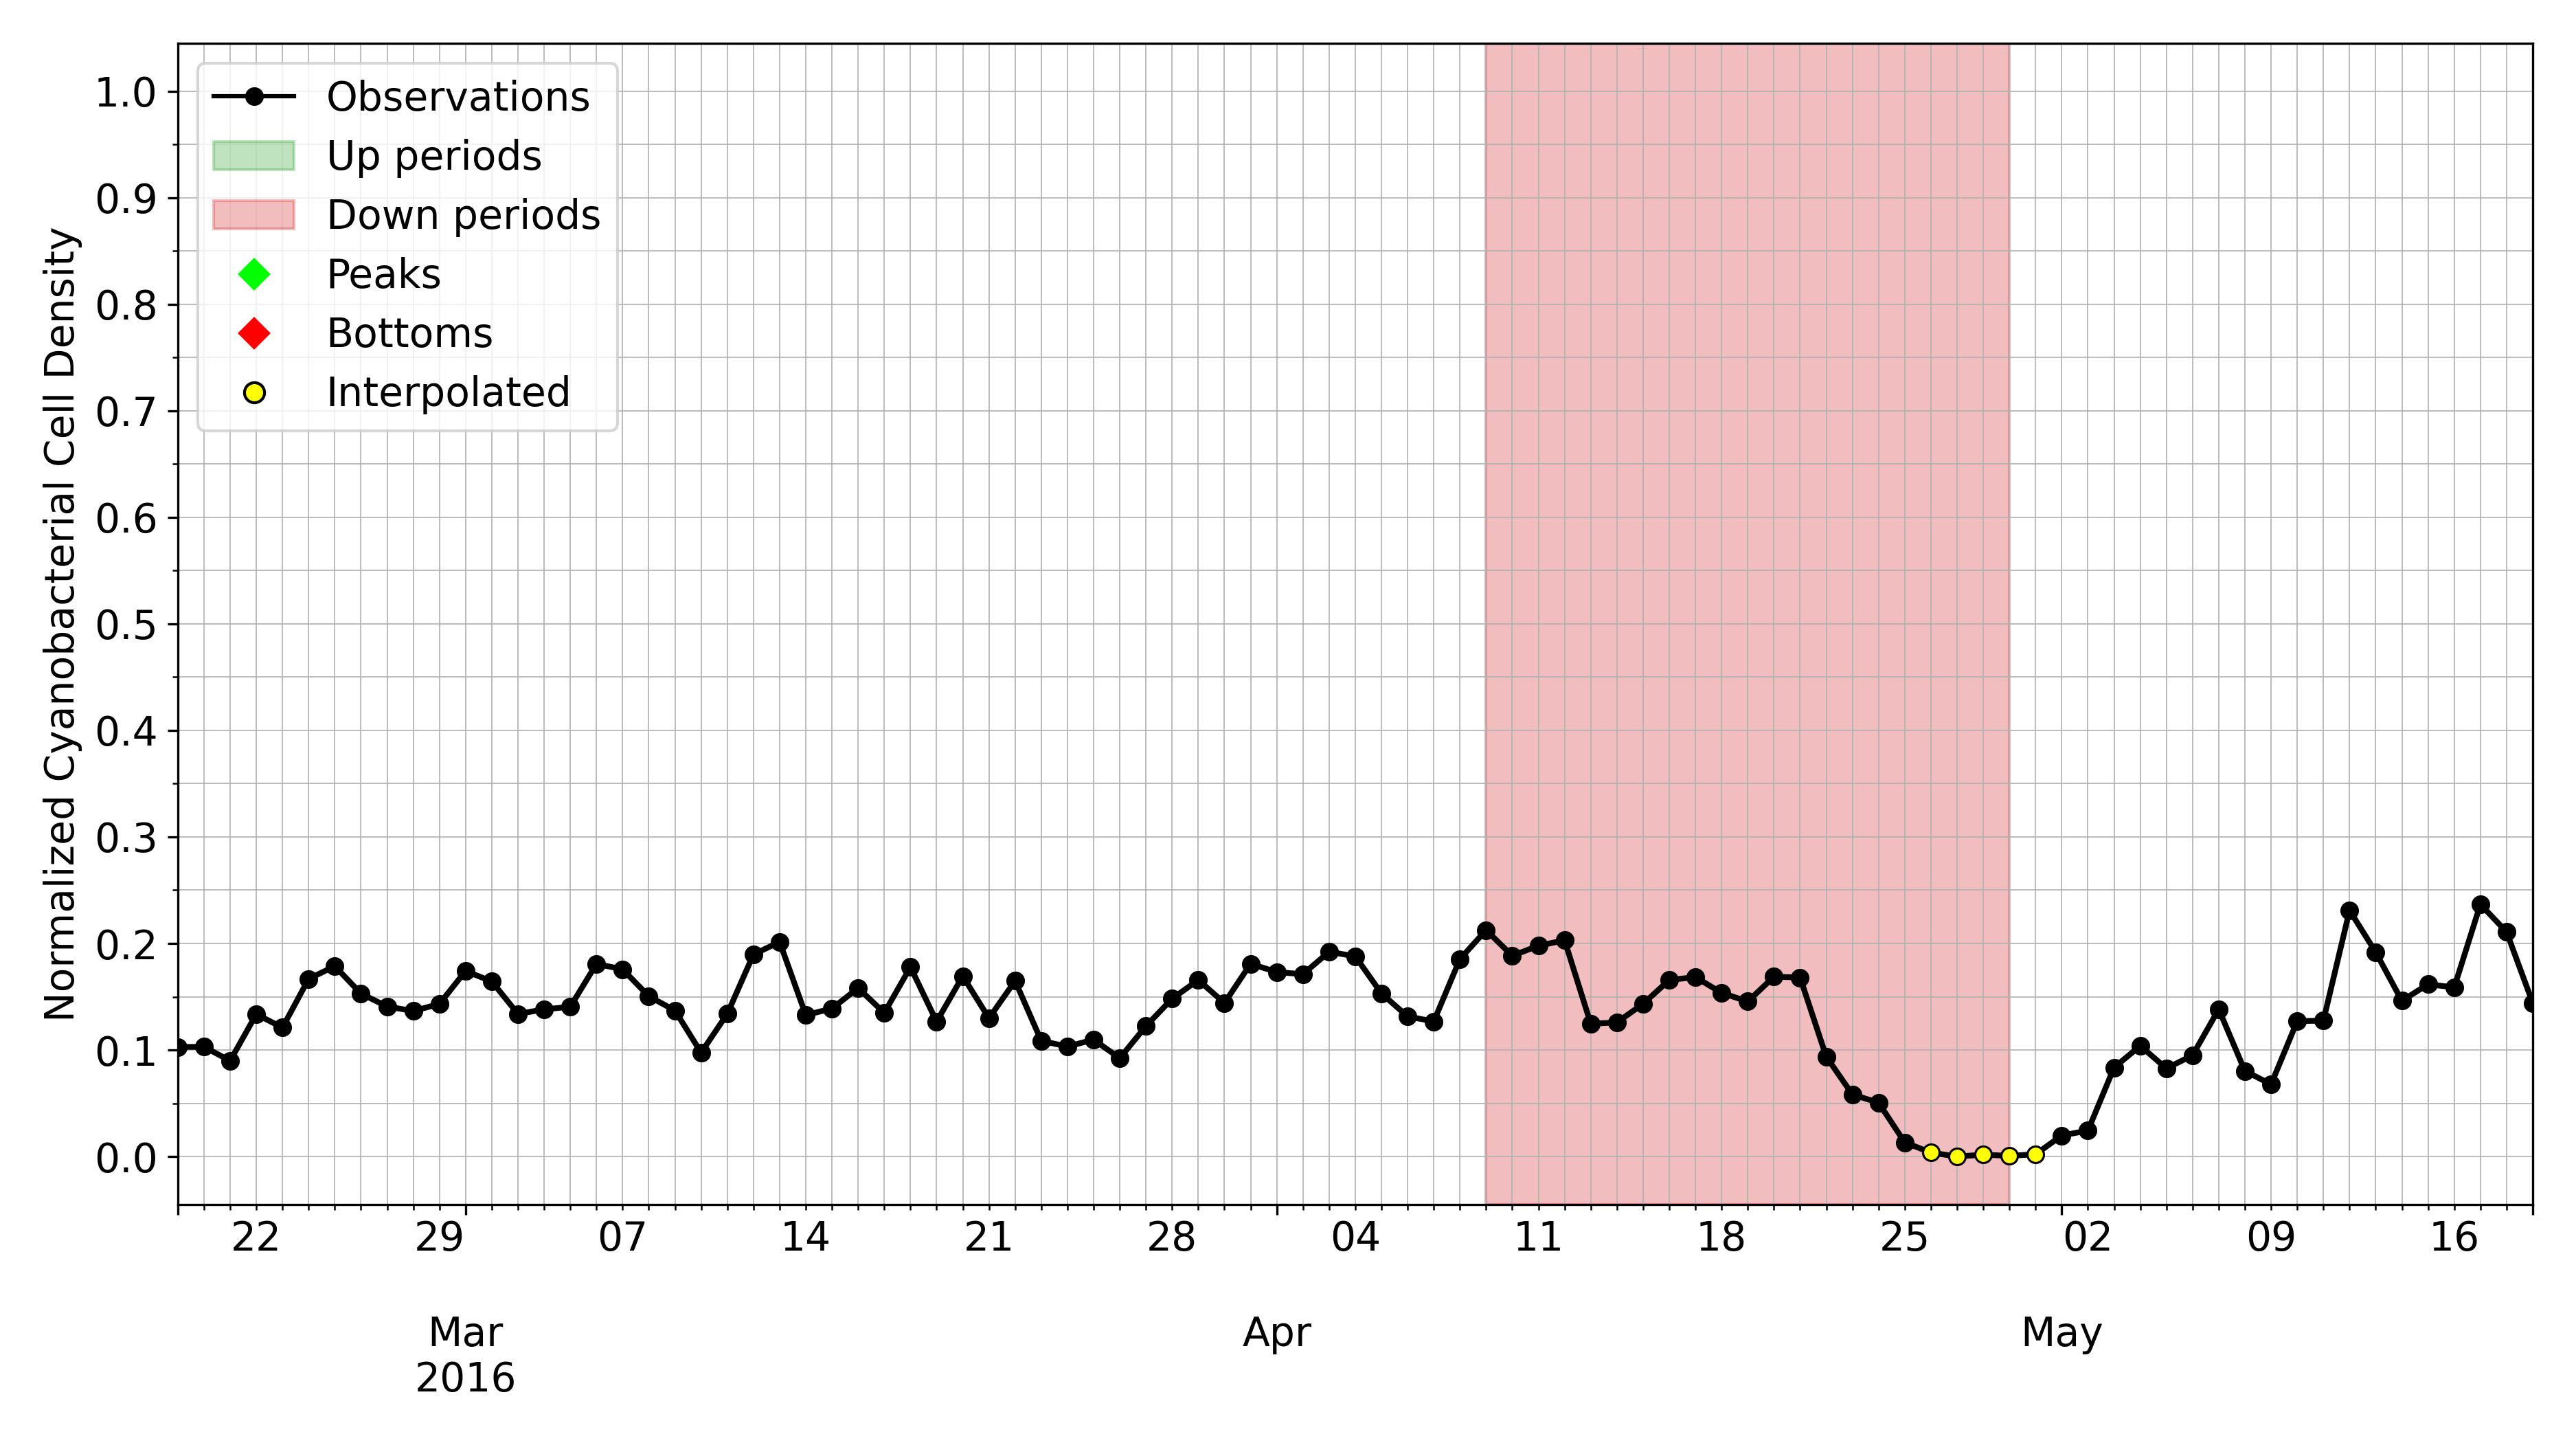 Normalized Cyanobacterial Cell Density
1.0
0.9
0.8
0.7
0.6
0.5
0.4
0.3
0.2
0.1
0.0
Observations
Up periods
Down periods
Peaks
Bottoms
Interpolated
22 29 07 14 21 28 04 11 18 25 02 09 16
Mar Apr May
2016